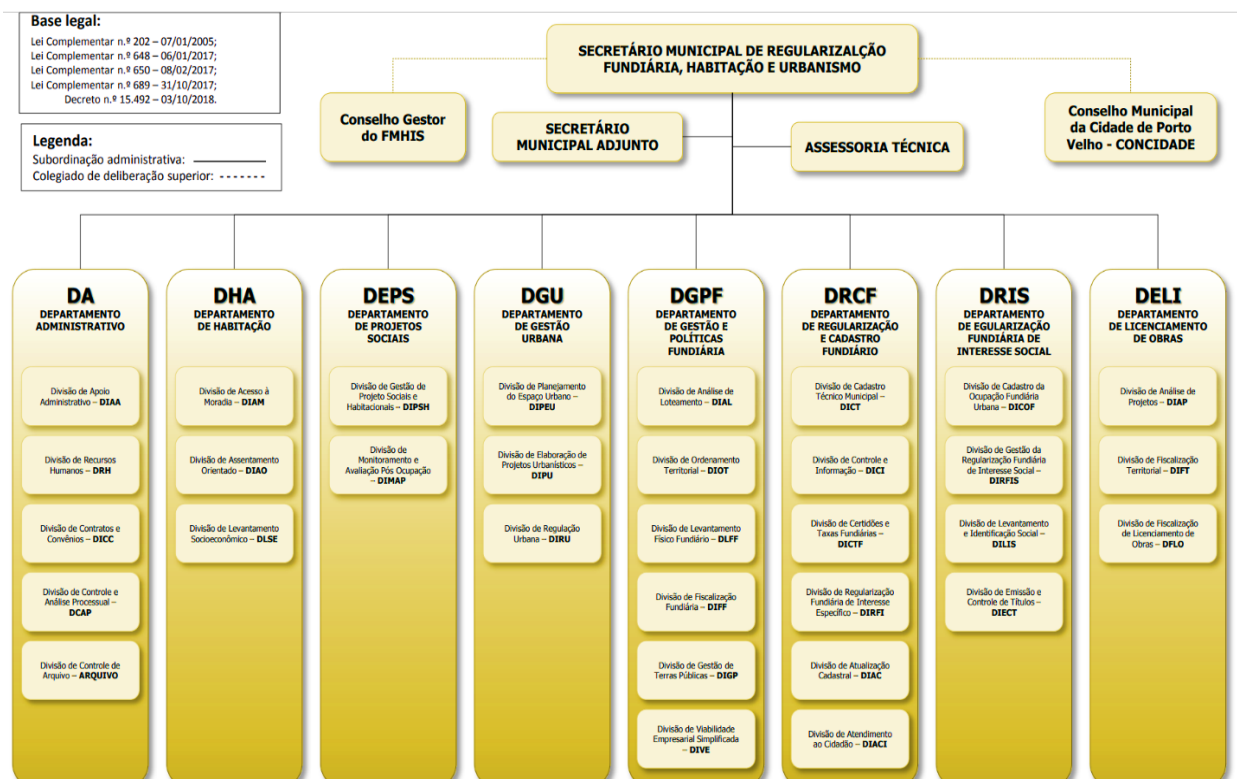 Base legal:
Lei Complementar n.º 202 – 07/01/2005;
Lei Complementar n.º 648 – 06/01/2017;
Lei Complementar n.º 650 – 08/02/2017;
Lei Complementar n.º 689 – 31/10/2017;
Decreto n.º 15.492 – 03/10/2018.
Legenda:
Subordinação administrativa:
Colegiado de deliberação superior:
SECRETÁRIO MUNICIPAL DE REGULARIZALÇÃO
FUNDIÁRIA, HABITAÇÃO E URBANISMO
Conselho Gestor
do FMHIS
SECRETÁRIO
MUNICIPAL ADJUNTO
ASSESSORIA TÉCNICA
Conselho Municipal
da Cidade de Porto
Velho - CONCIDADE
DA
DEPARTAMENTO
ADMINISTRATIVO
Divisão de Apoio
Administrativo – DIAA
Divisão de Recursos
Humanos – DRH
Divisão de Contratos e
Convênios – DICC
Divisão de Controle e
Análise Processual –
DCAP
Divisão de Controle de
Arquivo – ARQUIVO
DHA
DEPARTAMENTO
DE HABITAÇÃO
Divisão de Acesso à
Moradia – DIAM
Divisão de Assentamento
Orientado – DIAO
Divisão de Levantamento
Socioeconômico – DLSE
DEPS
DEPARTAMENTO
DE PROJETOS
SOCIAIS
Divisão de Gestão de
Projeto Sociais e
Habitacionais – DIPSH
Divisão de
Monitoramento e
Avaliação Pós Ocupação
– DIMAP
DGU
DEPARTAMENTO
DE GESTÃO
URBANA
Divisão de Planejamento
do Espaço Urbano –
DIPEU
Divisão de Elaboração de
Projetos Urbanísticos –
DIPU
Divisão de Regulação
Urbana – DIRU
DGPF
DEPARTAMENTO
DE GESTÃO E
POLÍTICAS
FUNDIÁRIA
Divisão de Análise de
Loteamento – DIAL
Divisão de Ordenamento
Territorial – DIOT
Divisão de Levantamento
Físico Fundiário – DLFF
Divisão de Fiscalização
Fundiária – DIFF
Divisão de Gestão de
Terras Públicas – DIGP
Divisão de Viabilidade
Empresarial Simplificada
– DIVE
DRCF
DEPARTAMENTO
DE REGULARIZAÇÃO
E CADASTRO
FUNDIÁRIO
Divisão de Cadastro
Técnico Municipal –
DICT
Divisão de Controle e
Informação – DICI
Divisão de Certidões e
Taxas Fundiárias –
DICTF
Divisão de Regularização
Fundiária de Interesse
Específico – DIRFI
Divisão de Atualização
Cadastral – DIAC
Divisão de Atendimento
ao Cidadão – DIACI
DRIS
DEPARTAMENTO
DE EGULARIZAÇÃO
FUNDIÁRIA DE
INTERESSE SOCIAL
Divisão de Cadastro da
Ocupação Fundiária
Urbana – DICOF
Divisão de Gestão da
Regularização Fundiária
de Interesse Social –
DIRFIS
Divisão de Levantamento
e Identificação Social –
DILIS
Divisão de Emissão e
Controle de Títulos –
DIECT
DELI
DEPARTAMENTO
DE LICENCIAMENTO
DE OBRAS
Divisão de Análise de
Projetos – DIAP
Divisão de Fiscalização
Territorial – DIFT
Divisão de Fiscalização
de Licenciamento de
Obras – DFLO